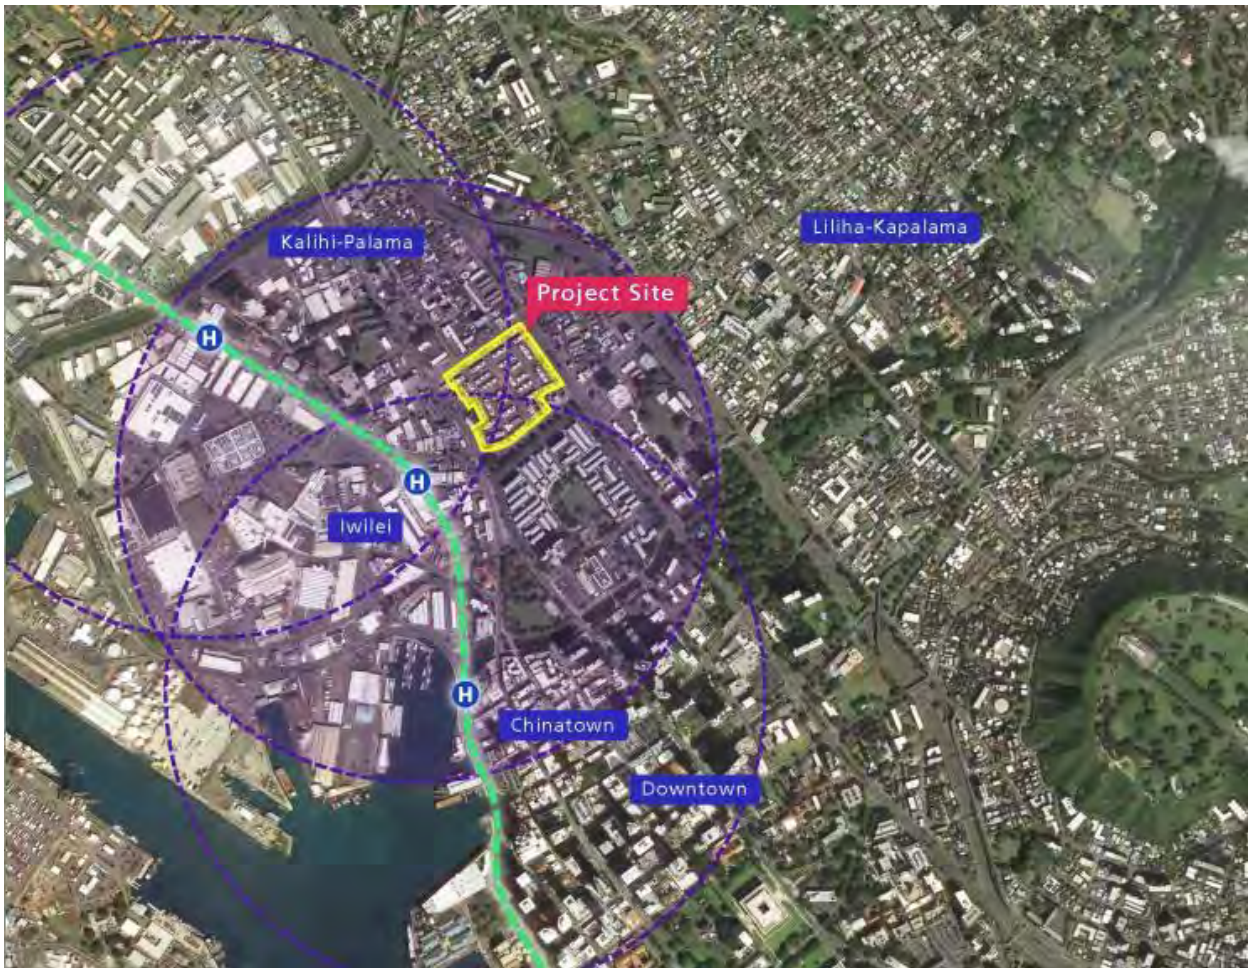 Kalihi-Palama
Liliha-Kapalama
Project Site
H
H
Iwilei
H
Chinatown
Downtown